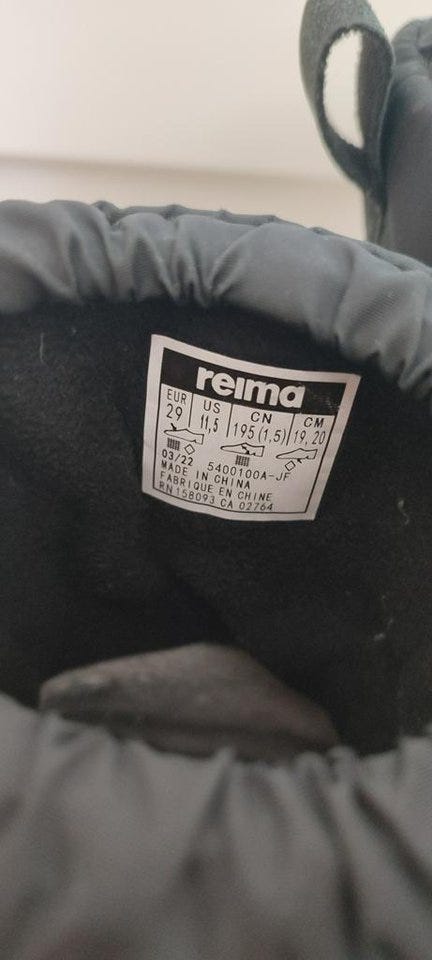 reima
EUR US CN CM
29 11,5 195(1,5) 19,20
03/22 5400100A-JF
MADE IN CHINA
FABRIQUE EN CHINE
RN 158093 CA 02764